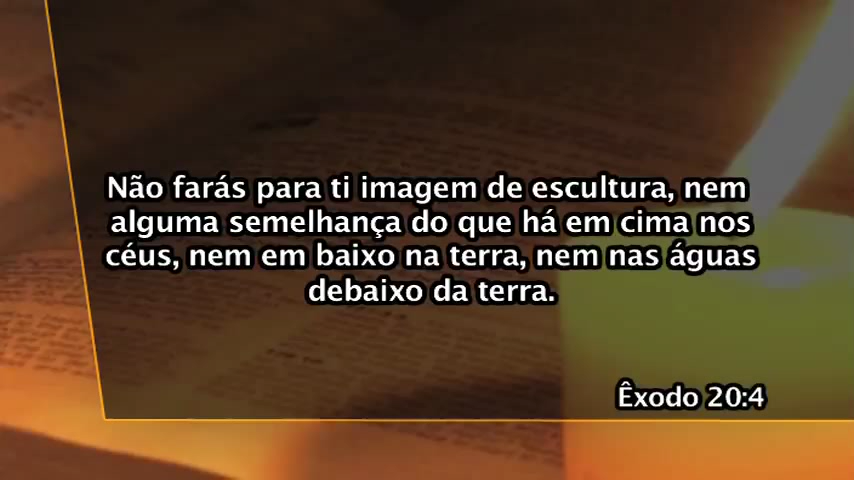 Não farás para ti imagem de escultura, nem
alguma semelhança do que há em cima nos
céus, nem em baixo na terra, nem nas águas
debaixo da terra.
Êxodo 20:4